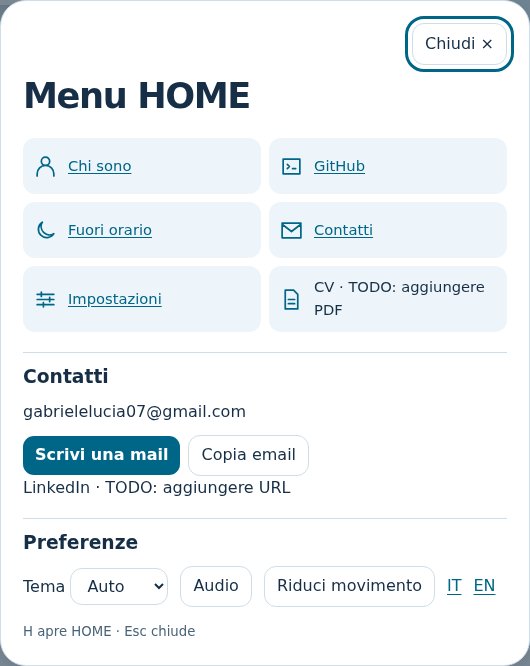 Chiudi ×
Menu HOME
Chi sono
GitHub
Fuori orario
Contatti
Impostazioni
CV · TODO: aggiungere
PDF
Contatti
gabrielelucia07@gmail.com
Scrivi una mail
Copia email
LinkedIn · TODO: aggiungere URL
Preferenze
Tema Auto Audio Riduci movimento IT EN
H apre HOME · Esc chiude